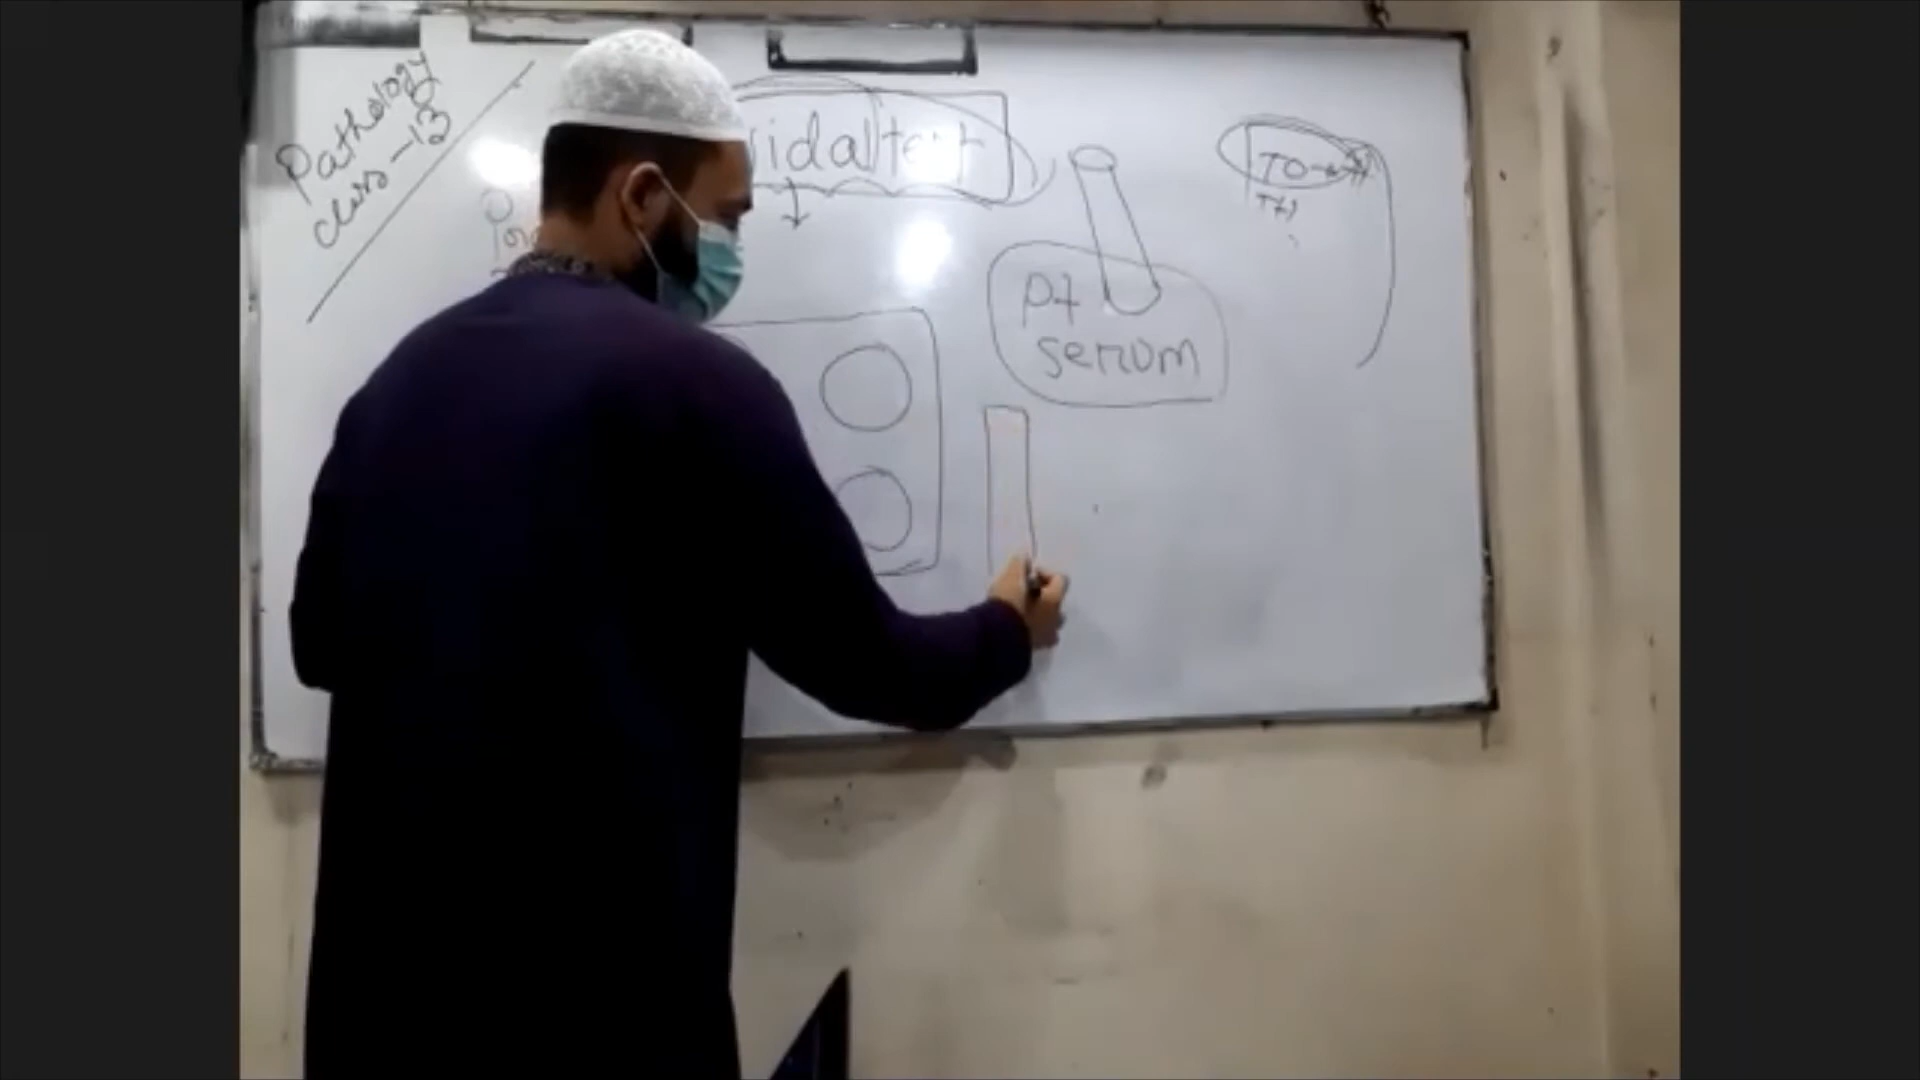 Pathology
class-13
idal test
TO
TH
pt
serum